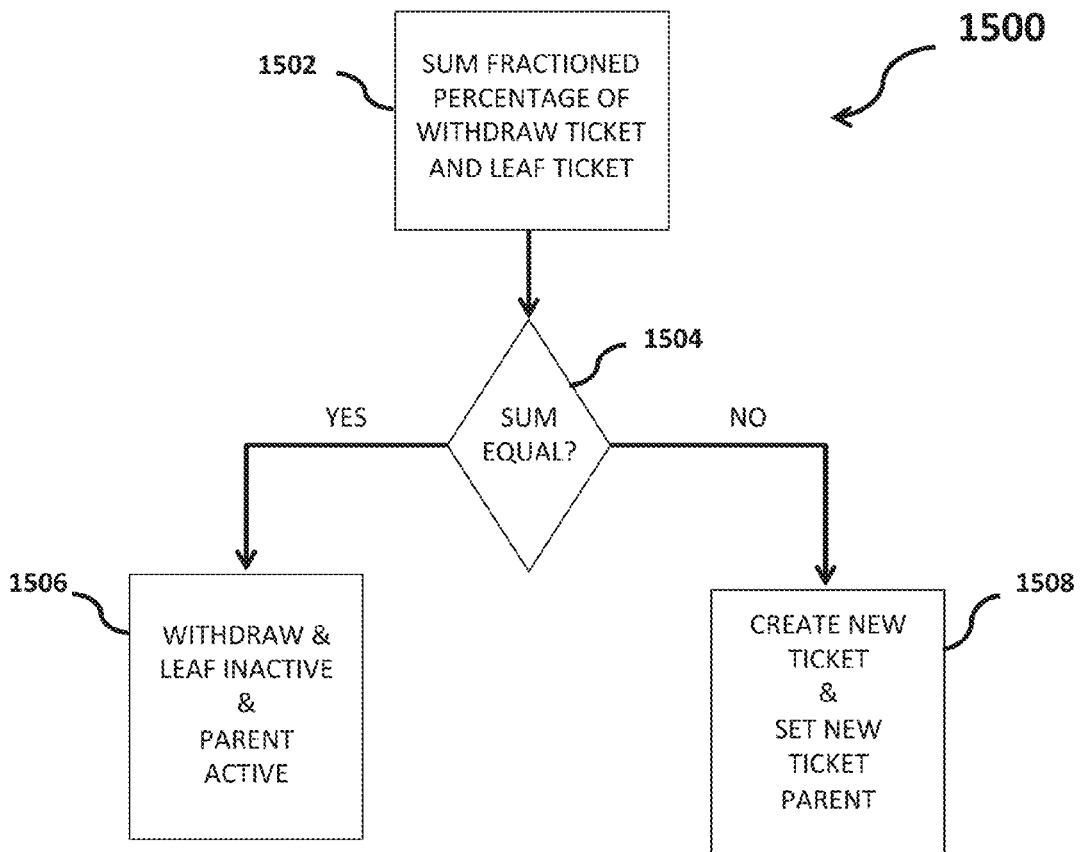 1500
1502
SUM FRACTIONED
PERCENTAGE OF
WITHDRAW TICKET
AND LEAF TICKET
1504
YES
SUM
EQUAL?
NO
1506
WITHDRAW &
LEAF INACTIVE
&
PARENT
ACTIVE
1508
CREATE NEW
TICKET
&
SET NEW
TICKET
PARENT